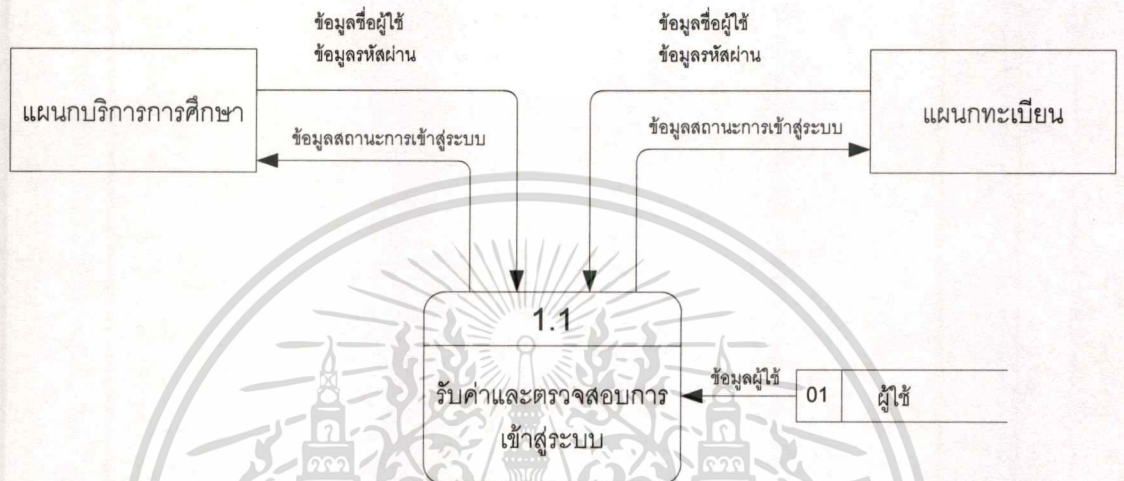 ข้อมูลชื่อผู้ใช้
ข้อมูลรหัสผ่าน
ข้อมูลชื่อผู้ใช้
ข้อมูลรหัสผ่าน
แผนกบริการการศึกษา
แผนกทะเบียน
ข้อมูลสถานะการเข้าสู่ระบบ
ข้อมูลสถานะการเข้าสู่ระบบ
1.1
รับค่าและตรวจสอบการ
เข้าสู่ระบบ
ข้อมูลผู้ใช้
01
ผู้ใช้